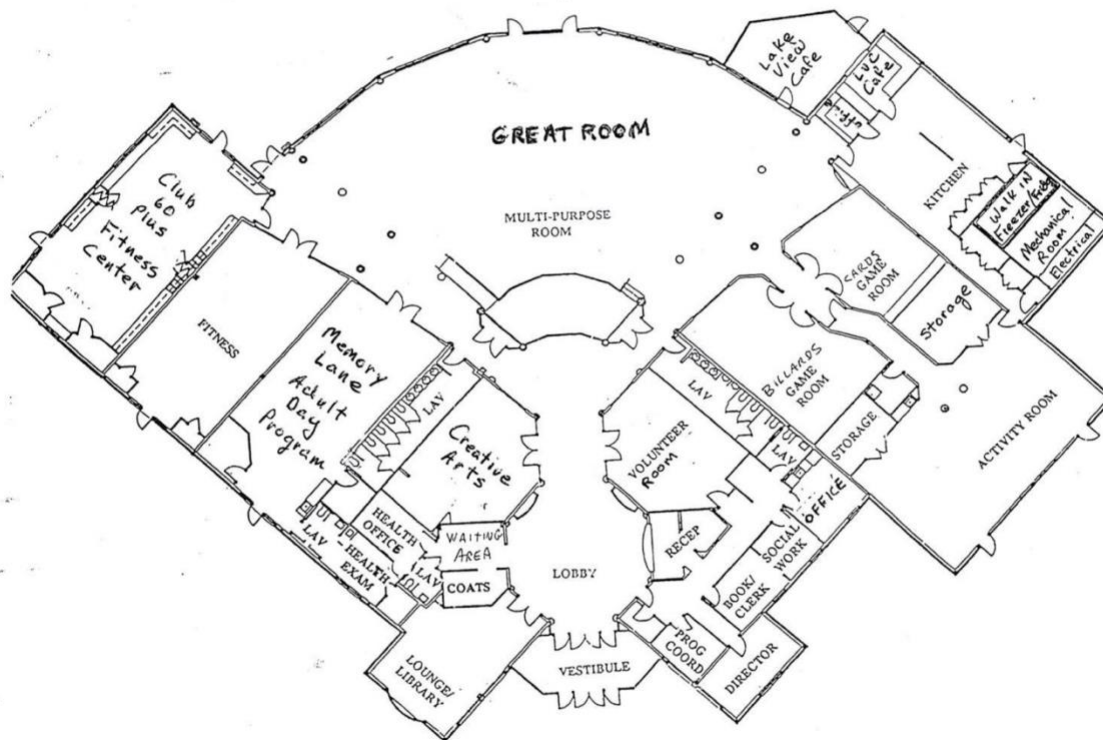 Lake
View
Cafe
LVC
Cafe
GREAT ROOM
MULTI-PURPOSE
ROOM
KITCHEN
Walk IN
Freezer/Fridg
Mechanical
Room
Electrical
Club
60
Plus
Fitness
Center
FITNESS
Memory
Lane
Adult
Day
Program
LAV
Creative
Arts
CARDS
GAME
ROOM
Storage
BILLARDS
GAME
ROOM
LAV
VOLUNTEER
ROOM
LAV
STORAGE
ACTIVITY ROOM
OFFICE
SOCIAL
WORK
BOOK/
CLERK
RECEP
LOBBY
WAITING
AREA
COATS
HEALTH
OFFICE
LAV
HEALTH
EXAM
LAV
LOUNGE/
LIBRARY
VESTIBULE
PROG
COORD
DIRECTOR